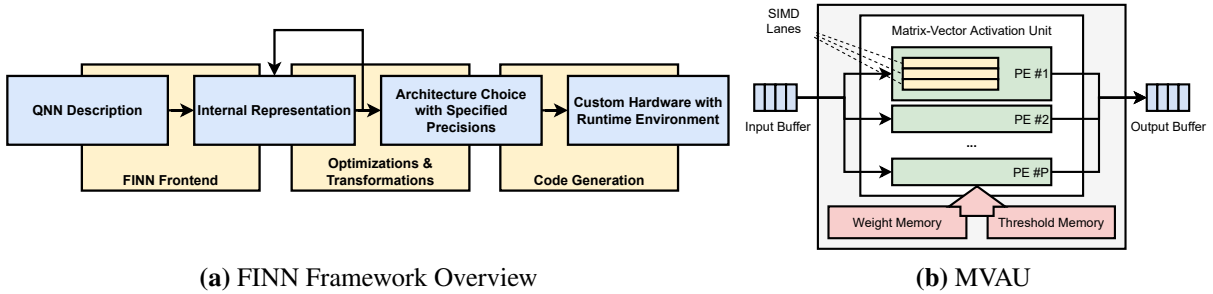 QNN Description
Internal Representation
Architecture Choice
with Specified
Precisions
Custom Hardware with
Runtime Environment
FINN Frontend
Optimizations &
Transformations
Code Generation
(a) FINN Framework Overview
SIMD
Lanes
Matrix-Vector Activation Unit
PE #1
PE #2
...
PE #P
Input Buffer
Output Buffer
Weight Memory
Threshold Memory
(b) MVAU